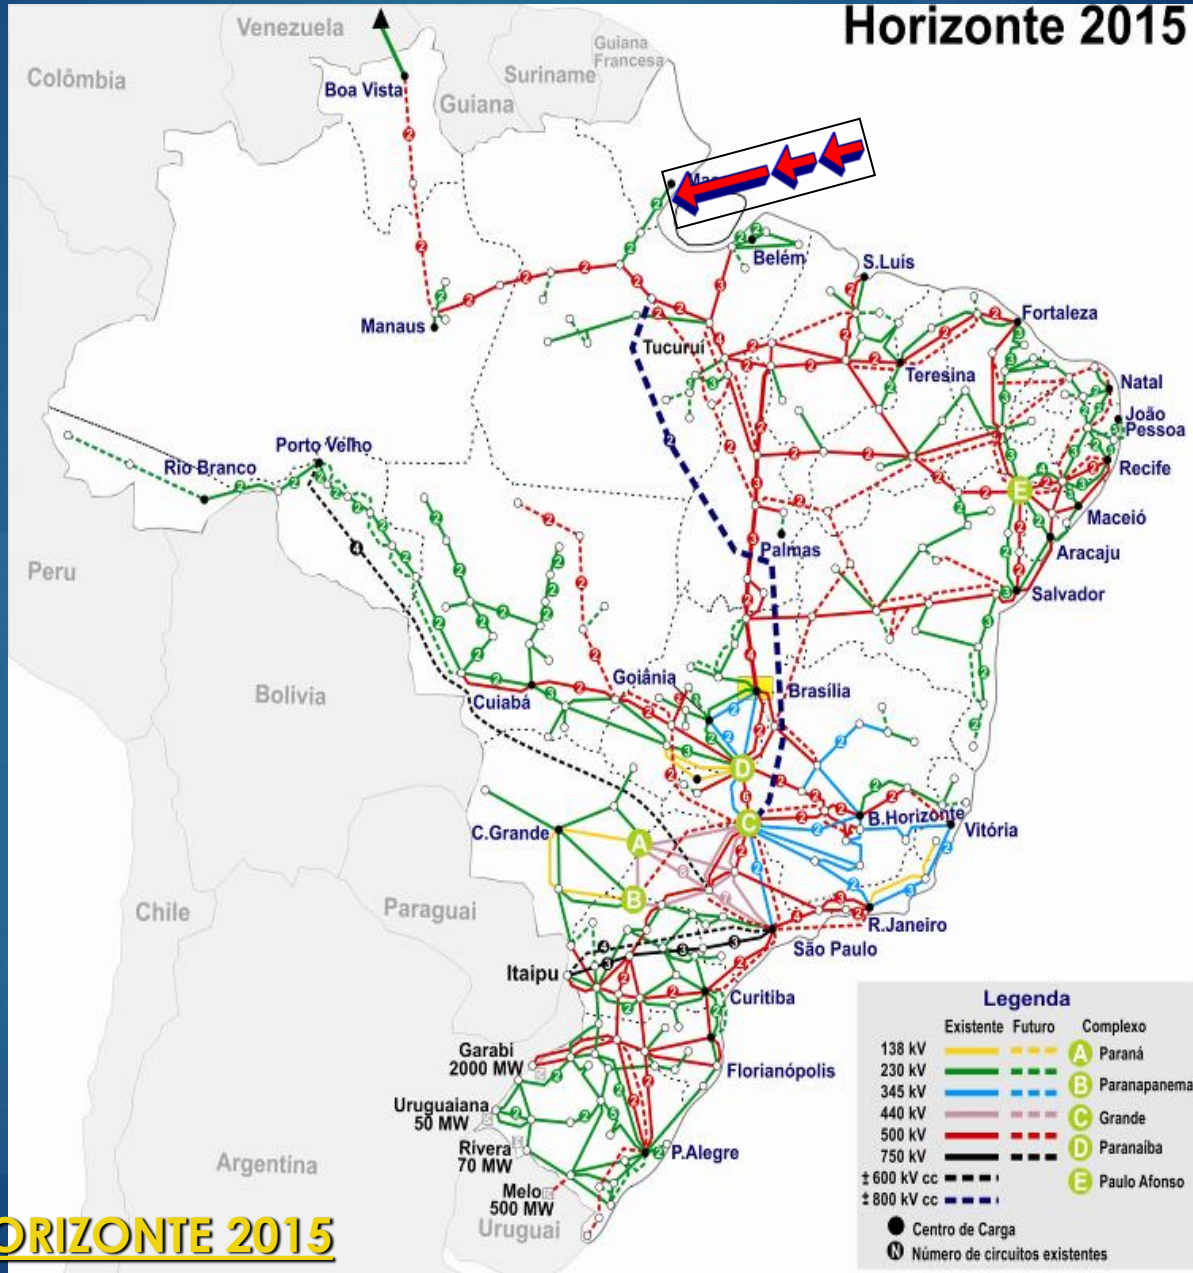 Horizonte 2015
Venezuela
Guiana
Francesa
Colômbia
Suriname
Boa Vista
Guiana
Belém
S.Luis
Manaus
Fortaleza
Tucuruí
Teresina
Natal
João
Pessoa
Porto Velho
Rio Branco
Recife
E
Maceió
Palmas
Aracaju
Peru
Salvador
Goiânia
Brasília
Bolívia
Cuiabá
D
C.Grande
A
C
B.Horizonte
Vitória
B
Chile
Paraguai
R.Janeiro
São Paulo
Itaipu
Curitiba
Garabi
2000 MW
Florianópolis
Uruguaiana
50 MW
Rivera
70 MW
P.Alegre
Argentina
Melo
500 MW
Uruguai
Legenda
Existente Futuro Complexo
138 kV A Paraná
230 kV B Paranapanema
345 kV
440 kV C Grande
500 kV D Paranaiba
750 kV
±600 kV cc E Paulo Afonso
±800 kV cc
Centro de Carga
N Número de circuitos existentes
ORIZONTE 2015